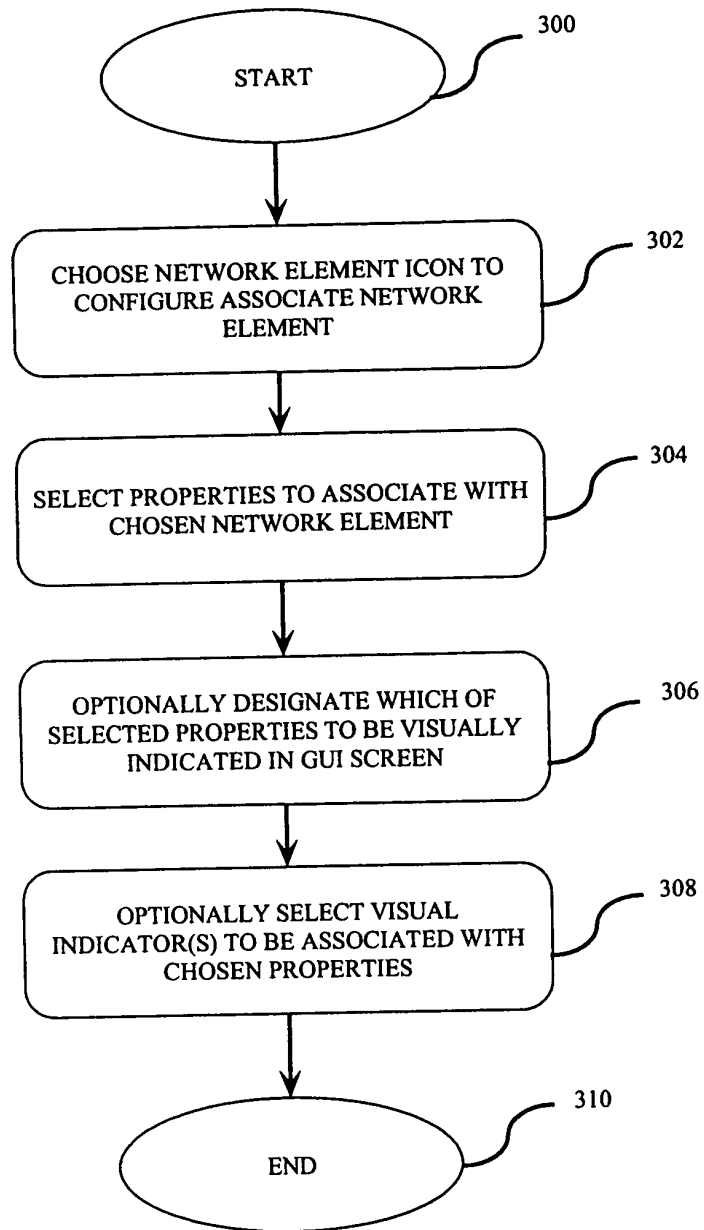 300
START
302
CHOOSE NETWORK ELEMENT ICON TO
CONFIGURE ASSOCIATE NETWORK
ELEMENT
304
SELECT PROPERTIES TO ASSOCIATE WITH
CHOSEN NETWORK ELEMENT
306
OPTIONALLY DESIGNATE WHICH OF
SELECTED PROPERTIES TO BE VISUALLY
INDICATED IN GUI SCREEN
308
OPTIONALLY SELECT VISUAL
INDICATOR(S) TO BE ASSOCIATED WITH
CHOSEN PROPERTIES
310
END